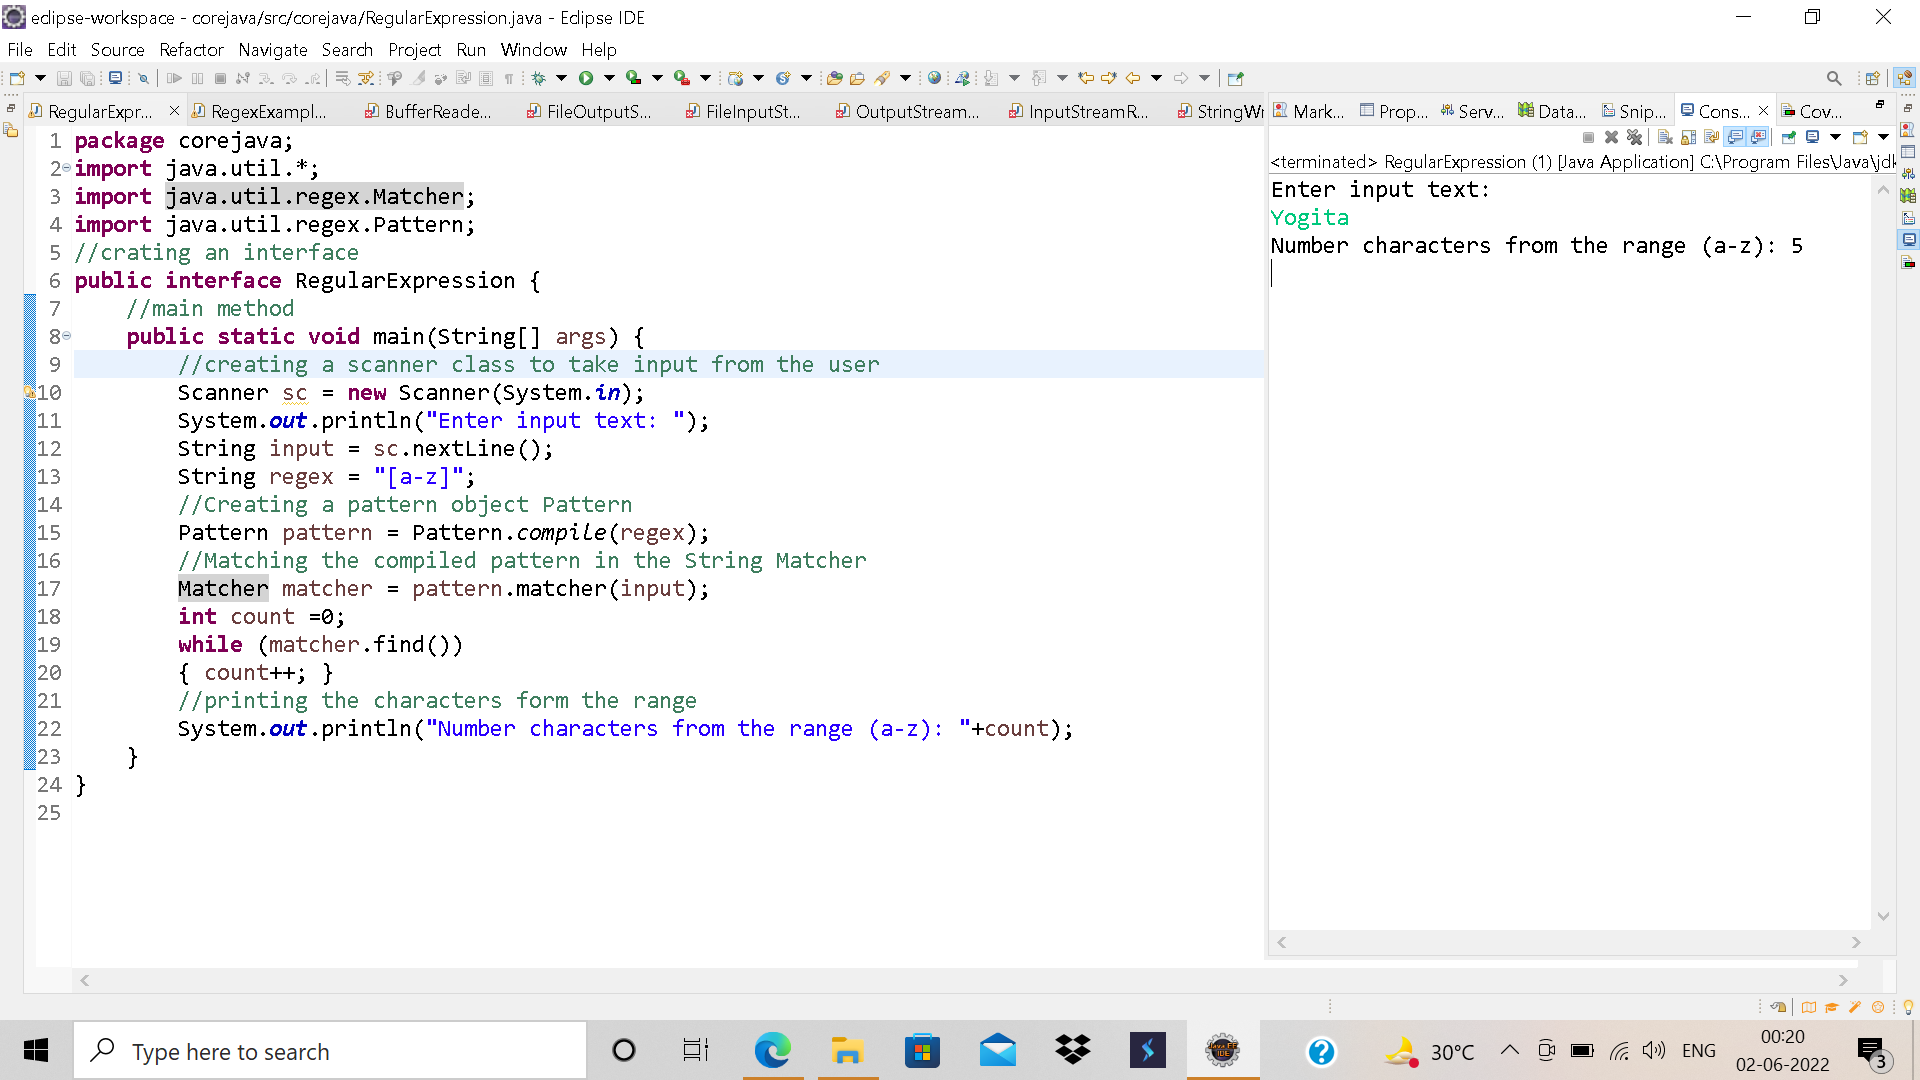 eclipse-workspace - corejava/src/corejava/RegularExpression.java - Eclipse IDE
File Edit Source Refactor Navigate Search Project Run Window Help
RegularExpr... RegexExampl... BufferReade... FileOutputS... FileInputSt... OutputStream... InputStreamR... StringWr
Mark... Prop... Serv... Data... Snip... Cons... Cov...
<terminated> RegularExpression (1) [Java Application] C:\Program Files\Java\jdk
Enter input text:
Yogita
Number characters from the range (a-z): 5
1 package corejava;
2 import java.util.*;
3 import java.util.regex.Matcher;
4 import java.util.regex.Pattern;
5 //crating an interface
6 public interface RegularExpression {
7 //main method
8 public static void main(String[] args) {
9 //creating a scanner class to take input from the user
10 Scanner sc = new Scanner(System.in);
11 System.out.println("Enter input text: ");
12 String input = sc.nextLine();
13 String regex = "[a-z]";
14 //Creating a pattern object Pattern
15 Pattern pattern = Pattern.compile(regex);
16 //Matching the compiled pattern in the String Matcher
17 Matcher matcher = pattern.matcher(input);
18 int count =0;
19 while (matcher.find())
20 { count++; }
21 //printing the characters form the range
22 System.out.println("Number characters from the range (a-z): "+count);
23 }
24 }
25
Type here to search
30°C
ENG
00:20
02-06-2022
3